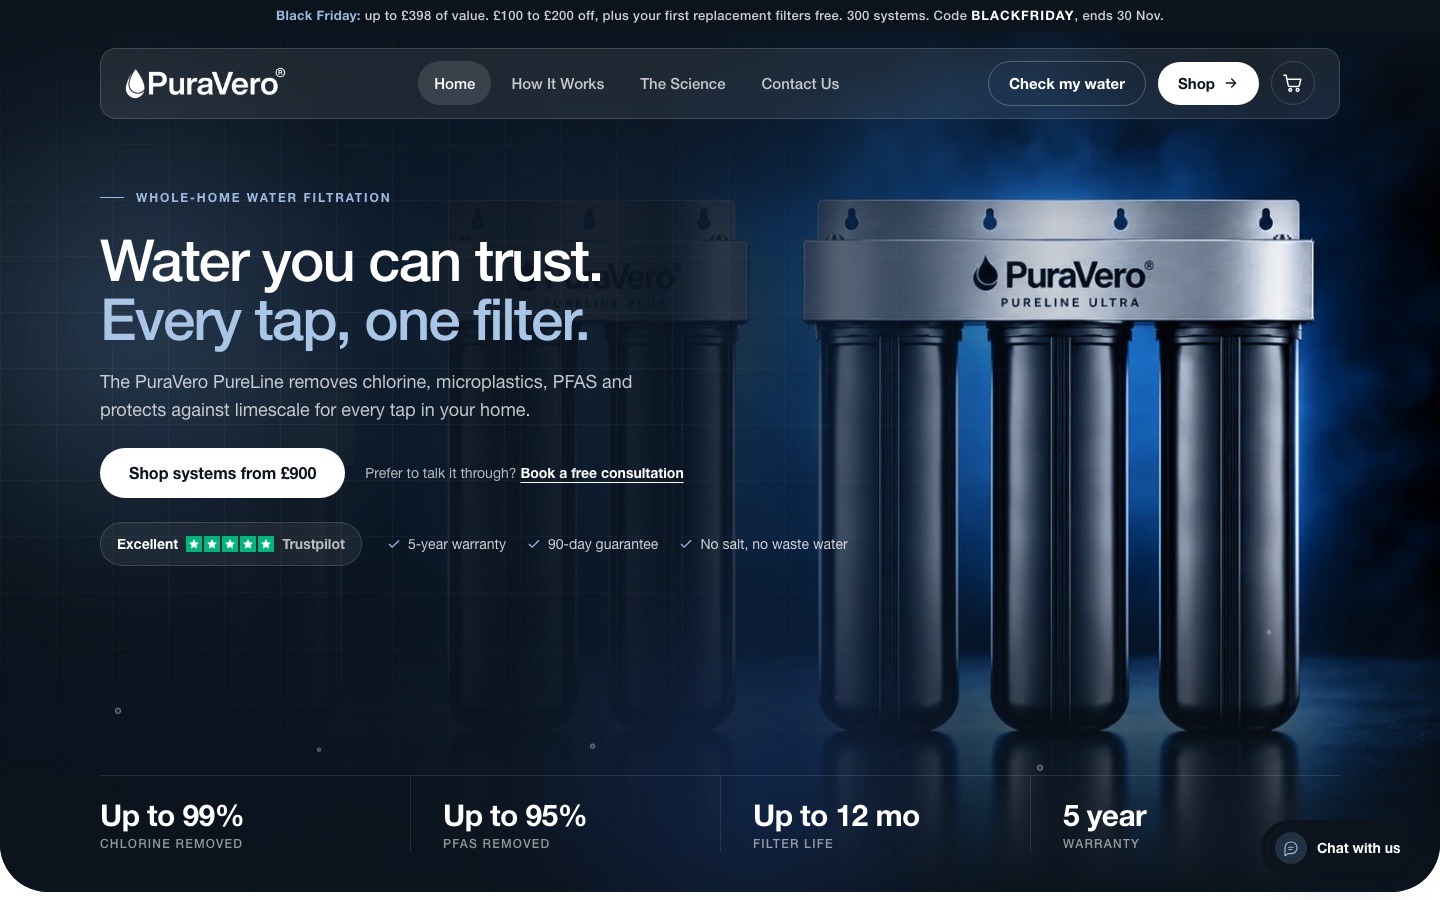 Black Friday: up to £398 of value. £100 to £200 off, plus your first replacement filters free. 300 systems. Code BLACKFRIDAY, ends 30 Nov.
PuraVero®
Home
How It Works
The Science
Contact Us
Check my water
Shop →
WHOLE-HOME WATER FILTRATION
Water you can trust.
Every tap, one filter.
The PuraVero PureLine removes chlorine, microplastics, PFAS and
protects against limescale for every tap in your home.
Shop systems from £900
Prefer to talk it through? Book a free consultation
Excellent Trustpilot
5-year warranty
90-day guarantee
No salt, no waste water
PuraVero®
PURELINE PLUS
PuraVero®
PURELINE ULTRA
Up to 99%
CHLORINE REMOVED
Up to 95%
PFAS REMOVED
Up to 12 mo
FILTER LIFE
5 year
WARRANTY
Chat with us